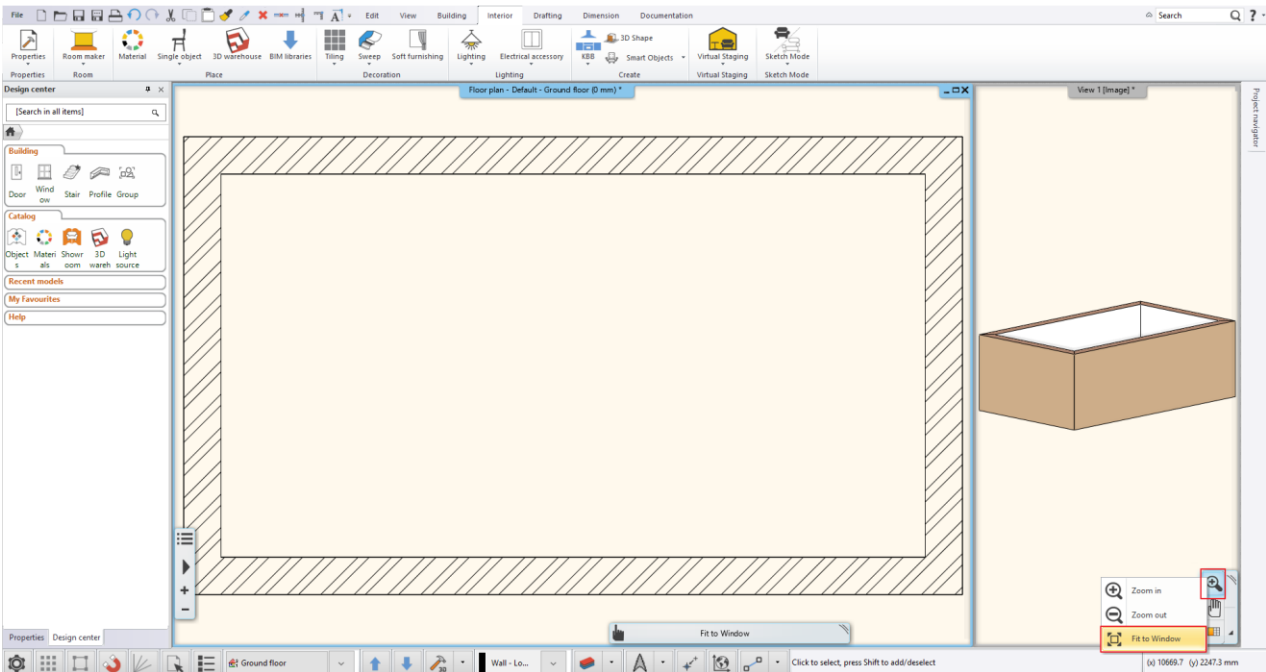 File Edit View Building Interior Drafting Dimension Documentation Search ?
Properties Room maker Material Single object 3D warehouse BIM libraries Tiling Sweep Soft furnishing Lighting Electrical accessory KBB 3D Shape Smart Objects Virtual Staging Sketch Mode
Properties Room Place Decoration Lighting Create Virtual Staging Sketch Mode
Design center
[Search in all items]
Building
Door Wind
ow Stair Profile Group
Catalog
Object
s Materi
als Showr
oom 3D
wareh Light
source
Recent models
My Favourites
Help
Floor plan - Default - Ground floor (0 mm) *
View 1 [Image] *
Project navigator
Zoom in
Zoom out
Fit to Window
Fit to Window
Properties Design center
Ground floor 3D Wall - Lo... Click to select, press Shift to add/deselect (x) 10669.7 (y) 2247.3 mm